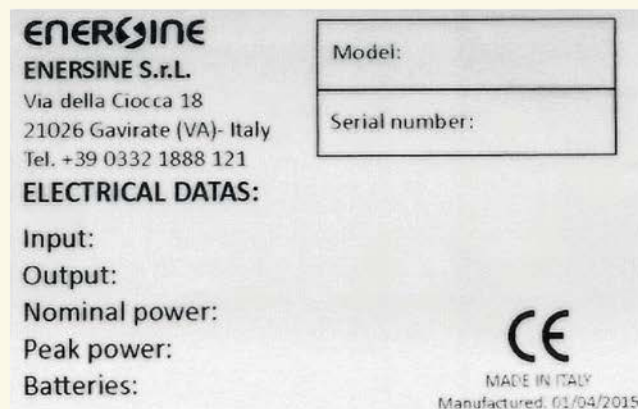 ENERSINE
ENERSINE S.r.L.
Via della Ciocca 18
21026 Gavirate (VA)- Italy
Tel. +39 0332 1888 121
Model:
Serial number:
ELECTRICAL DATAS:
Input:
Output:
Nominal power:
Peak power:
Batteries:
CE
MADE IN ITALY
Manufactured. 01/04/2015